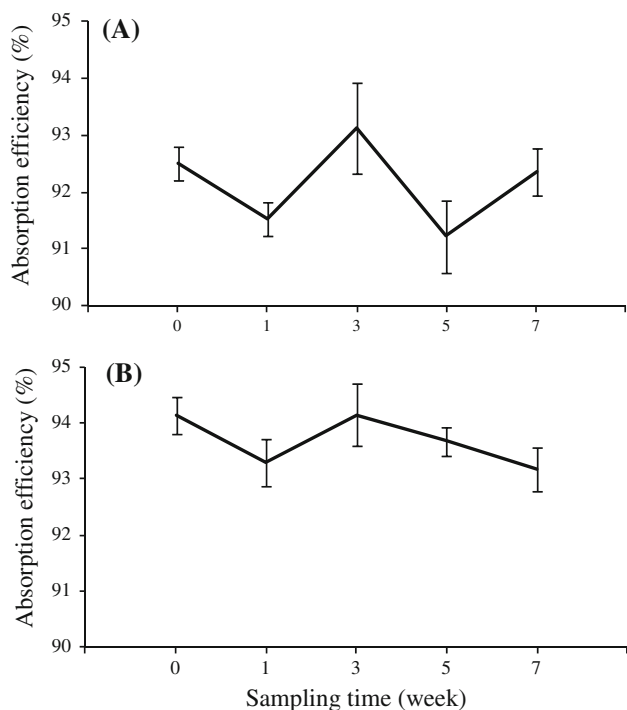 (A)
Absorption efficiency (%)
95
94
93
92
91
90
0 1 3 5 7
(B)
Absorption efficiency (%)
95
94
93
92
91
90
0 1 3 5 7
Sampling time (week)